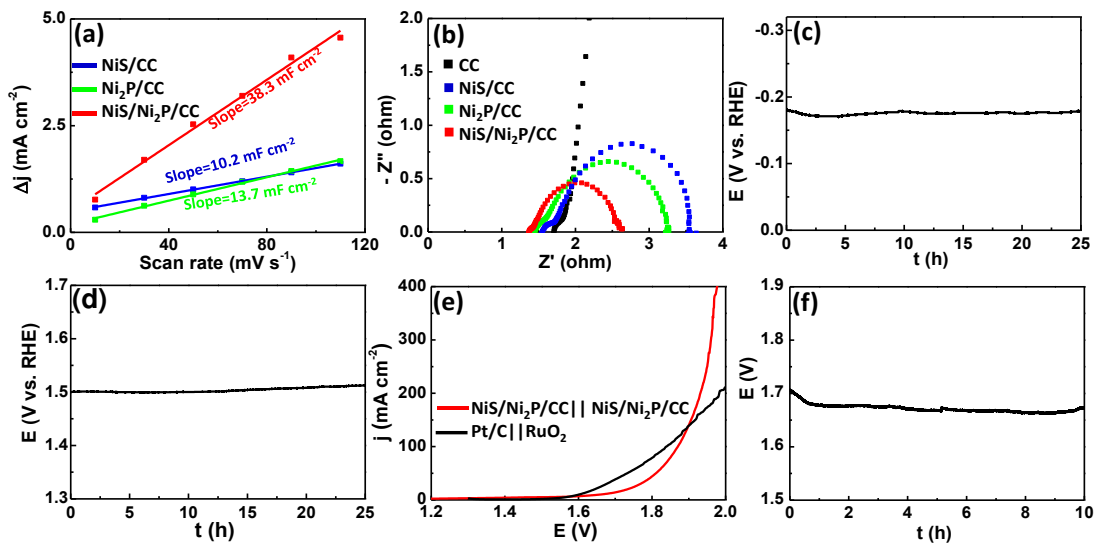 (a)
NiS/CC
Ni₂P/CC
NiS/Ni₂P/CC
Slope=38.3 mF cm⁻²
Slope=10.2 mF cm⁻²
Slope=13.7 mF cm⁻²
5.0
2.5
0.0
0 40 80 120
Δj (mA cm⁻²)
Scan rate (mV s⁻¹)
(b)
CC
NiS/CC
Ni₂P/CC
NiS/Ni₂P/CC
2.0
1.5
1.0
0.5
0.0
0 1 2 3 4
- Z'' (ohm)
Z' (ohm)
(c)
-0.3
-0.2
-0.1
-0.0
0 5 10 15 20 25
E (V vs. RHE)
t (h)
(d)
1.7
1.6
1.5
1.4
1.3
0 5 10 15 20 25
E (V vs. RHE)
t (h)
(e)
NiS/Ni₂P/CC|| NiS/Ni₂P/CC
Pt/C||RuO₂
400
300
200
100
0
1.2 1.4 1.6 1.8 2.0
j (mA cm⁻²)
E (V)
(f)
1.9
1.8
1.7
1.6
1.5
0 2 4 6 8 10
E (V)
t (h)